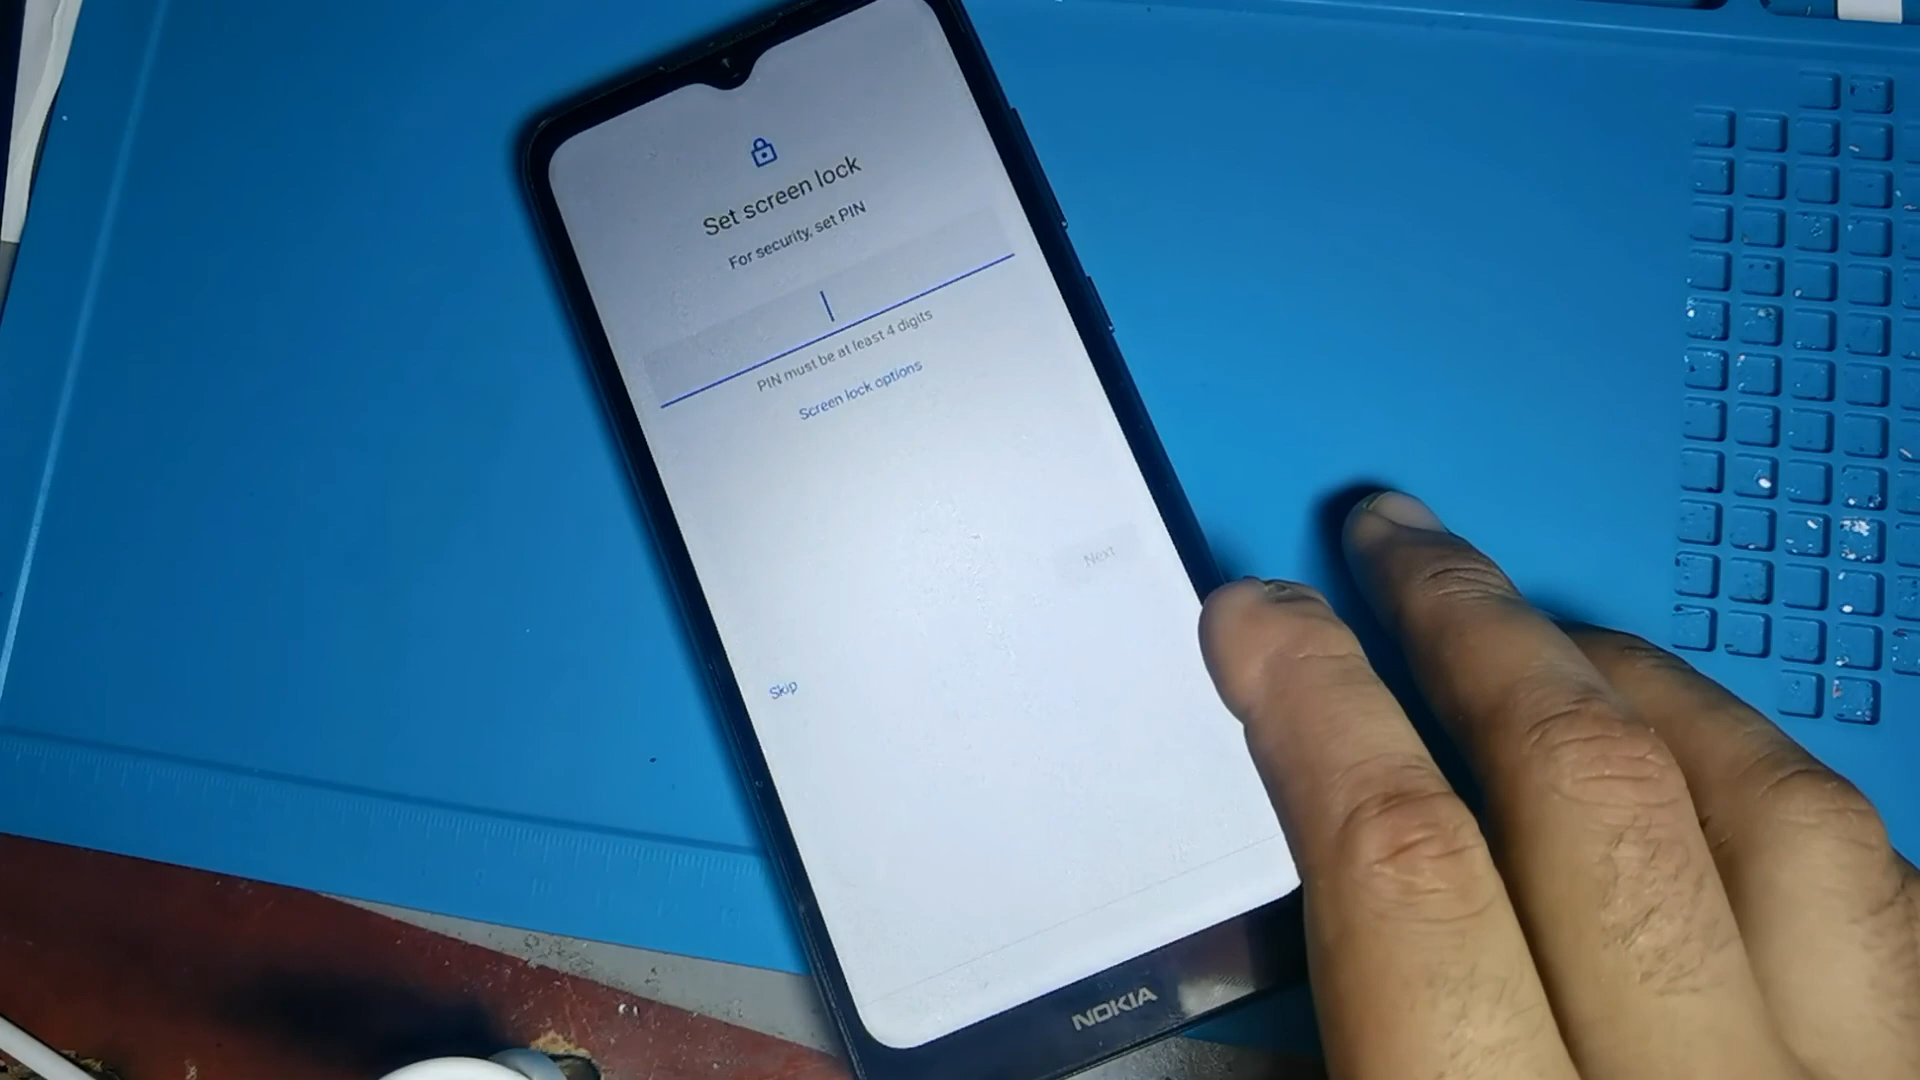 Set screen lock
For security, set PIN
PIN must be at least 4 digits
Screen lock options
Next
Skip
NOKIA